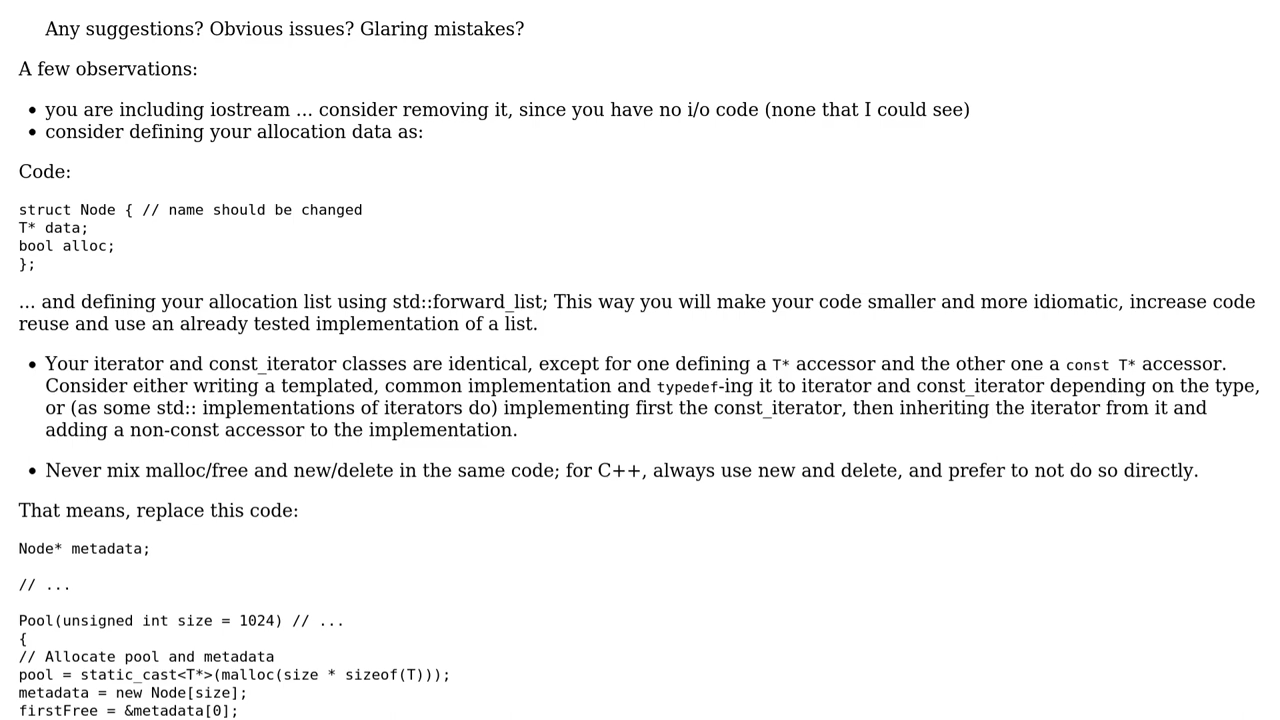 Any suggestions? Obvious issues? Glaring mistakes?
A few observations:
• you are including iostream ... consider removing it, since you have no i/o code (none that I could see)
• consider defining your allocation data as:
Code:
struct Node { // name should be changed
T* data;
bool alloc;
};
... and defining your allocation list using std::forward_list; This way you will make your code smaller and more idiomatic, increase code
reuse and use an already tested implementation of a list.
• Your iterator and const_iterator classes are identical, except for one defining a T* accessor and the other one a const T* accessor.
Consider either writing a templated, common implementation and typedef-ing it to iterator and const_iterator depending on the type,
or (as some std:: implementations of iterators do) implementing first the const_iterator, then inheriting the iterator from it and
adding a non-const accessor to the implementation.
• Never mix malloc/free and new/delete in the same code; for C++, always use new and delete, and prefer to not do so directly.
That means, replace this code:
Node* metadata;
// ...
Pool(unsigned int size = 1024) // ...
{
// Allocate pool and metadata
pool = static_cast<T*>(malloc(size * sizeof(T)));
metadata = new Node[size];
firstFree = &metadata[0];